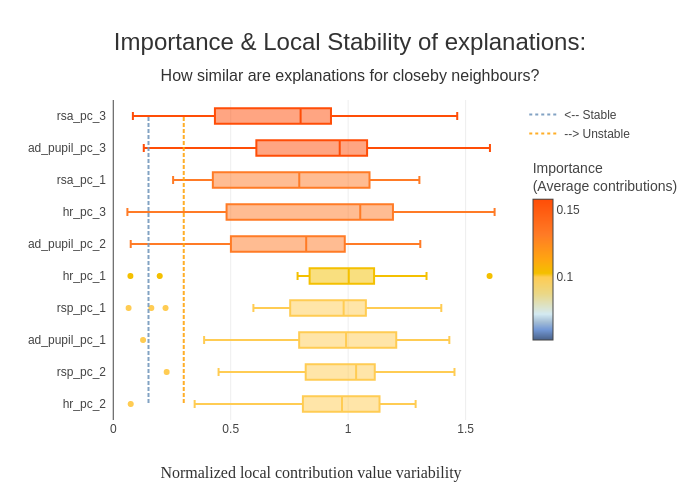 Importance & Local Stability of explanations:
How similar are explanations for closeby neighbours?
rsa_pc_3
ad_pupil_pc_3
rsa_pc_1
hr_pc_3
ad_pupil_pc_2
hr_pc_1
rsp_pc_1
ad_pupil_pc_1
rsp_pc_2
hr_pc_2
0 0.5 1 1.5
Normalized local contribution value variability
<-- Stable
--> Unstable
Importance
(Average contributions)
0.15
0.1